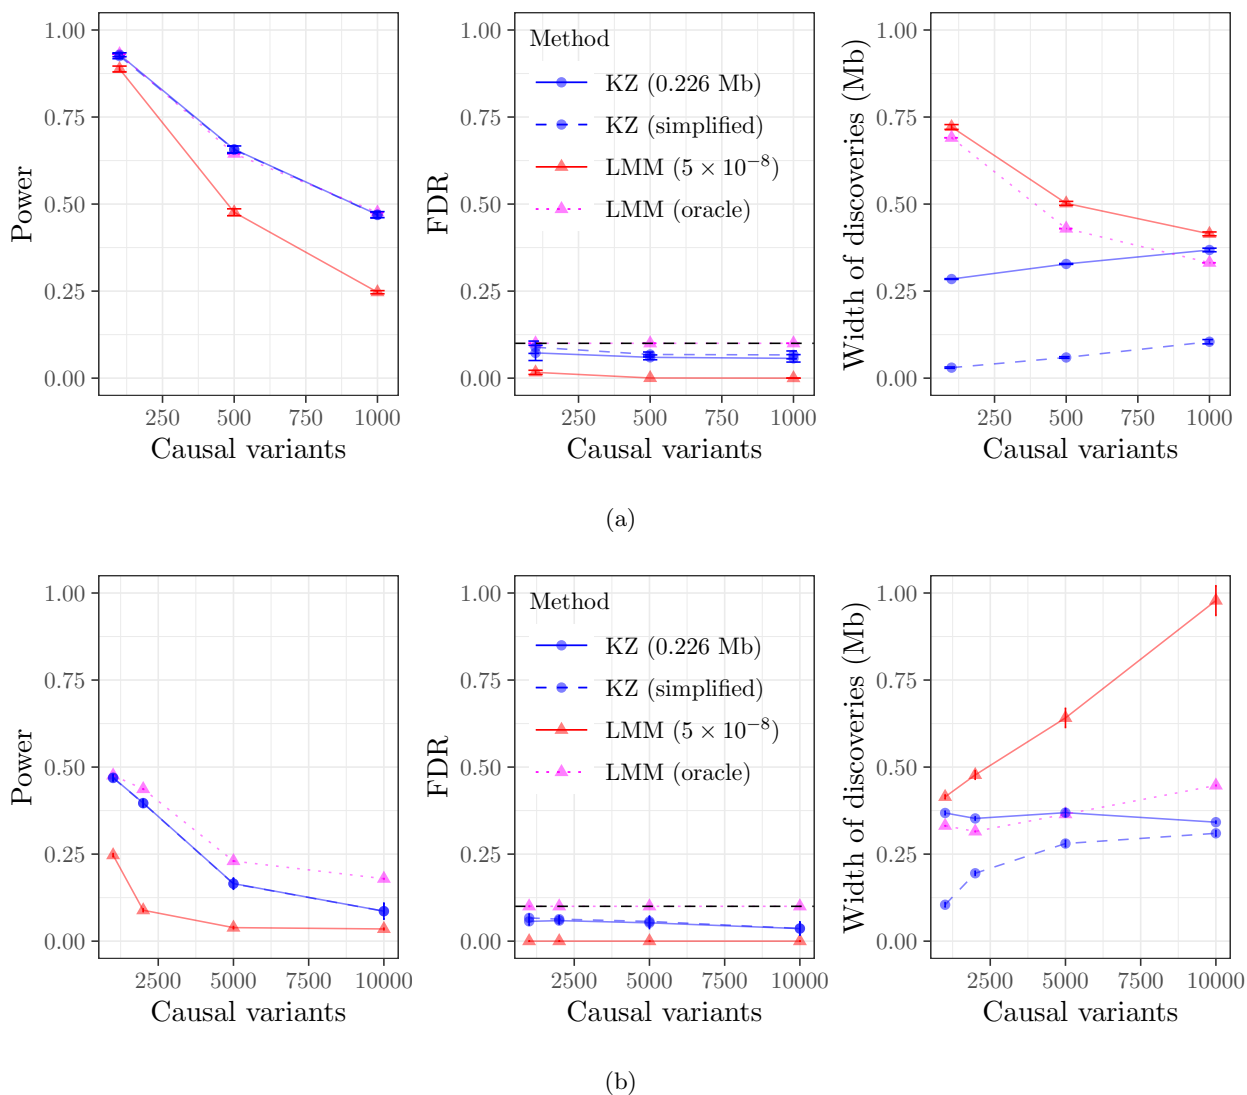 Power
1.00
0.75
0.50
0.25
0.00
250 500 750 1000
Causal variants
FDR
1.00
0.75
0.50
0.25
0.00
Method
KZ (0.226 Mb)
KZ (simplified)
LMM (5 × 10⁻⁸)
LMM (oracle)
250 500 750 1000
Causal variants
Width of discoveries (Mb)
1.00
0.75
0.50
0.25
0.00
250 500 750 1000
Causal variants
(a)
Power
1.00
0.75
0.50
0.25
0.00
2500 5000 7500 10000
Causal variants
FDR
1.00
0.75
0.50
0.25
0.00
Method
KZ (0.226 Mb)
KZ (simplified)
LMM (5 × 10⁻⁸)
LMM (oracle)
2500 5000 7500 10000
Causal variants
Width of discoveries (Mb)
1.00
0.75
0.50
0.25
0.00
2500 5000 7500 10000
Causal variants
(b)